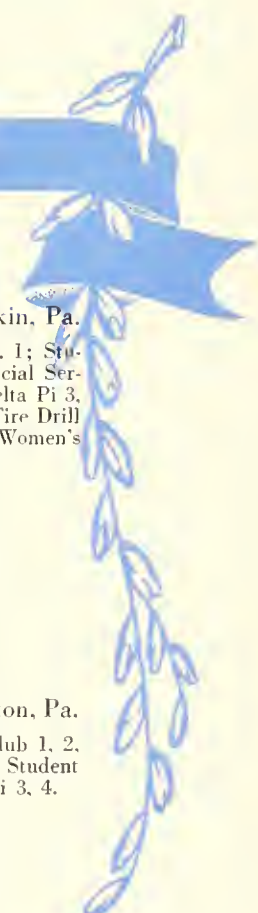 kin, Pa.
. 1; Stu-
cial Ser-
lta Pi 3,
Fire Drill
Women's
on, Pa.
lub 1, 2,
Student
i 3, 4.